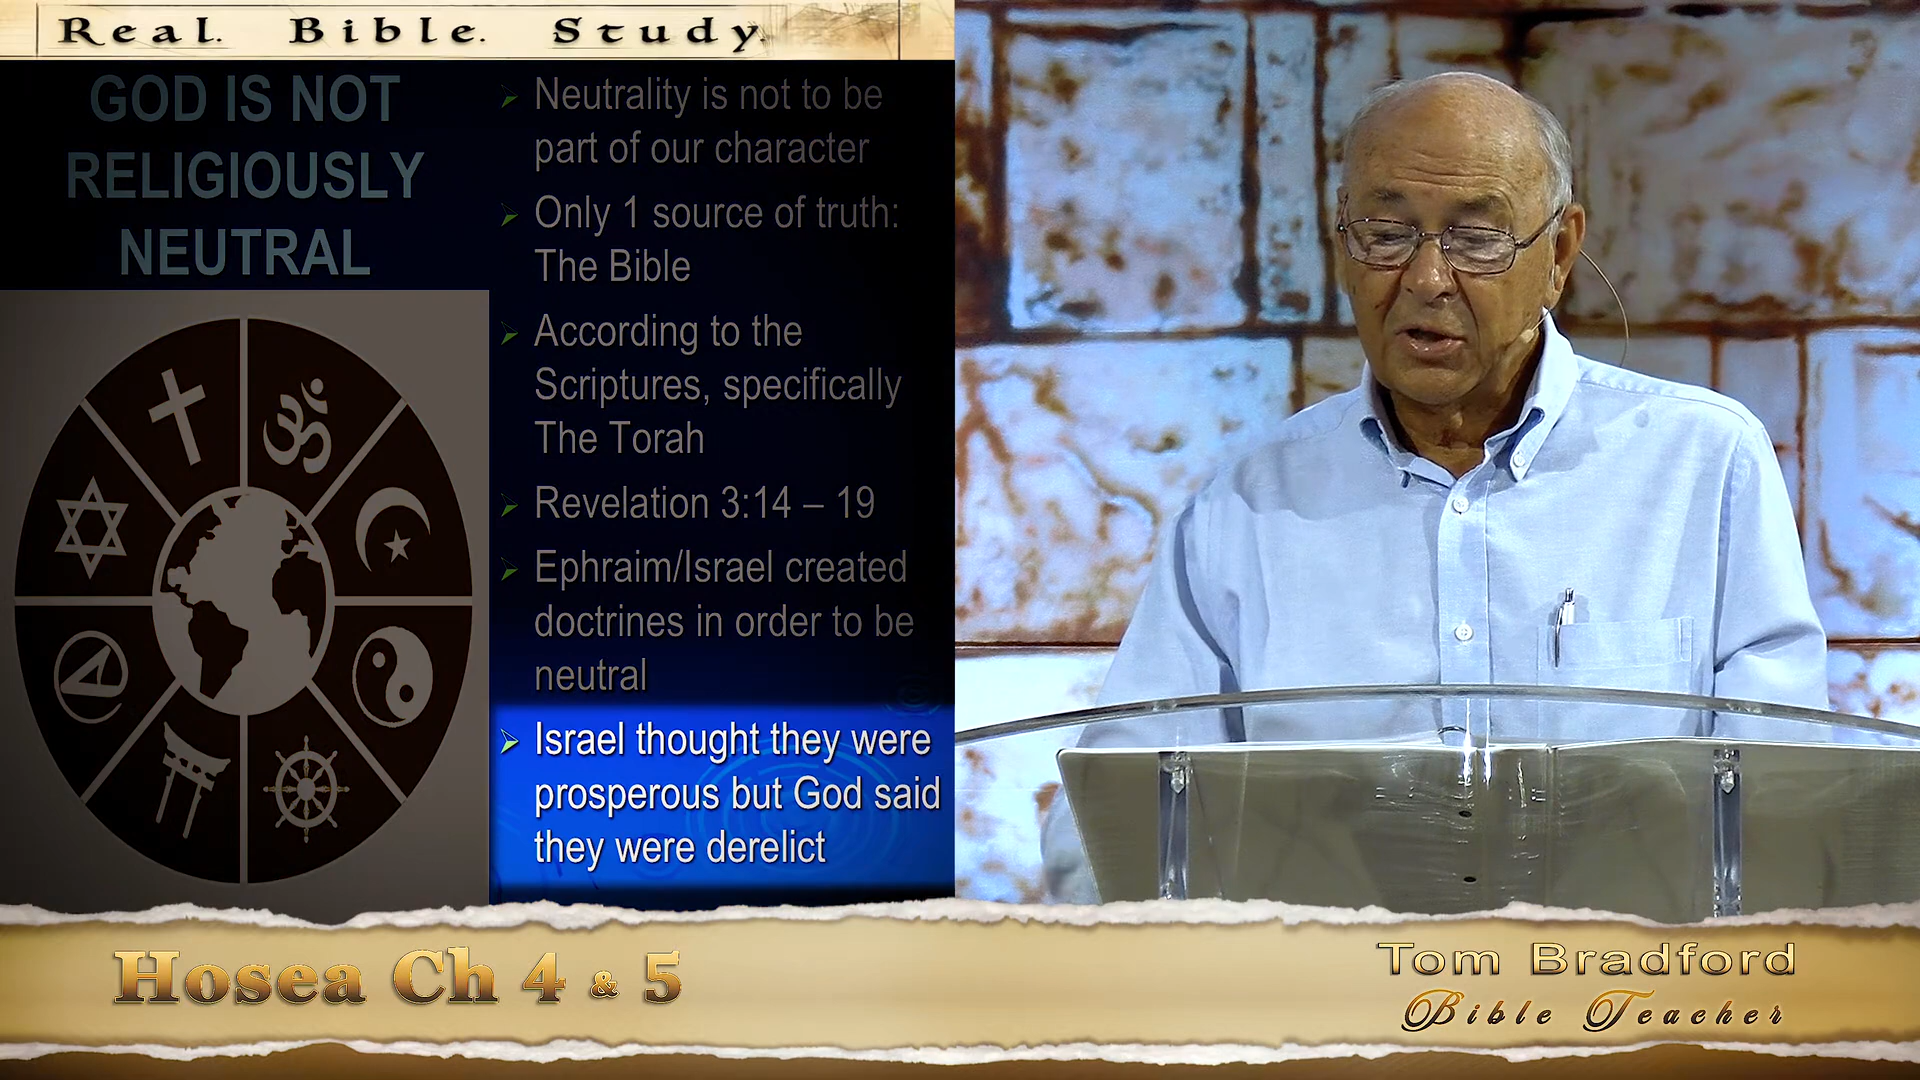 Real. Bible. Study.
GOD IS NOT
RELIGIOUSLY
NEUTRAL
Neutrality is not to be
part of our character
Only 1 source of truth:
The Bible
According to the
Scriptures, specifically
The Torah
Revelation 3:14 – 19
Ephraim/Israel created
doctrines in order to be
neutral
Israel thought they were
prosperous but God said
they were derelict
Hosea Ch 4 & 5
Tom Bradford
Bible Teacher